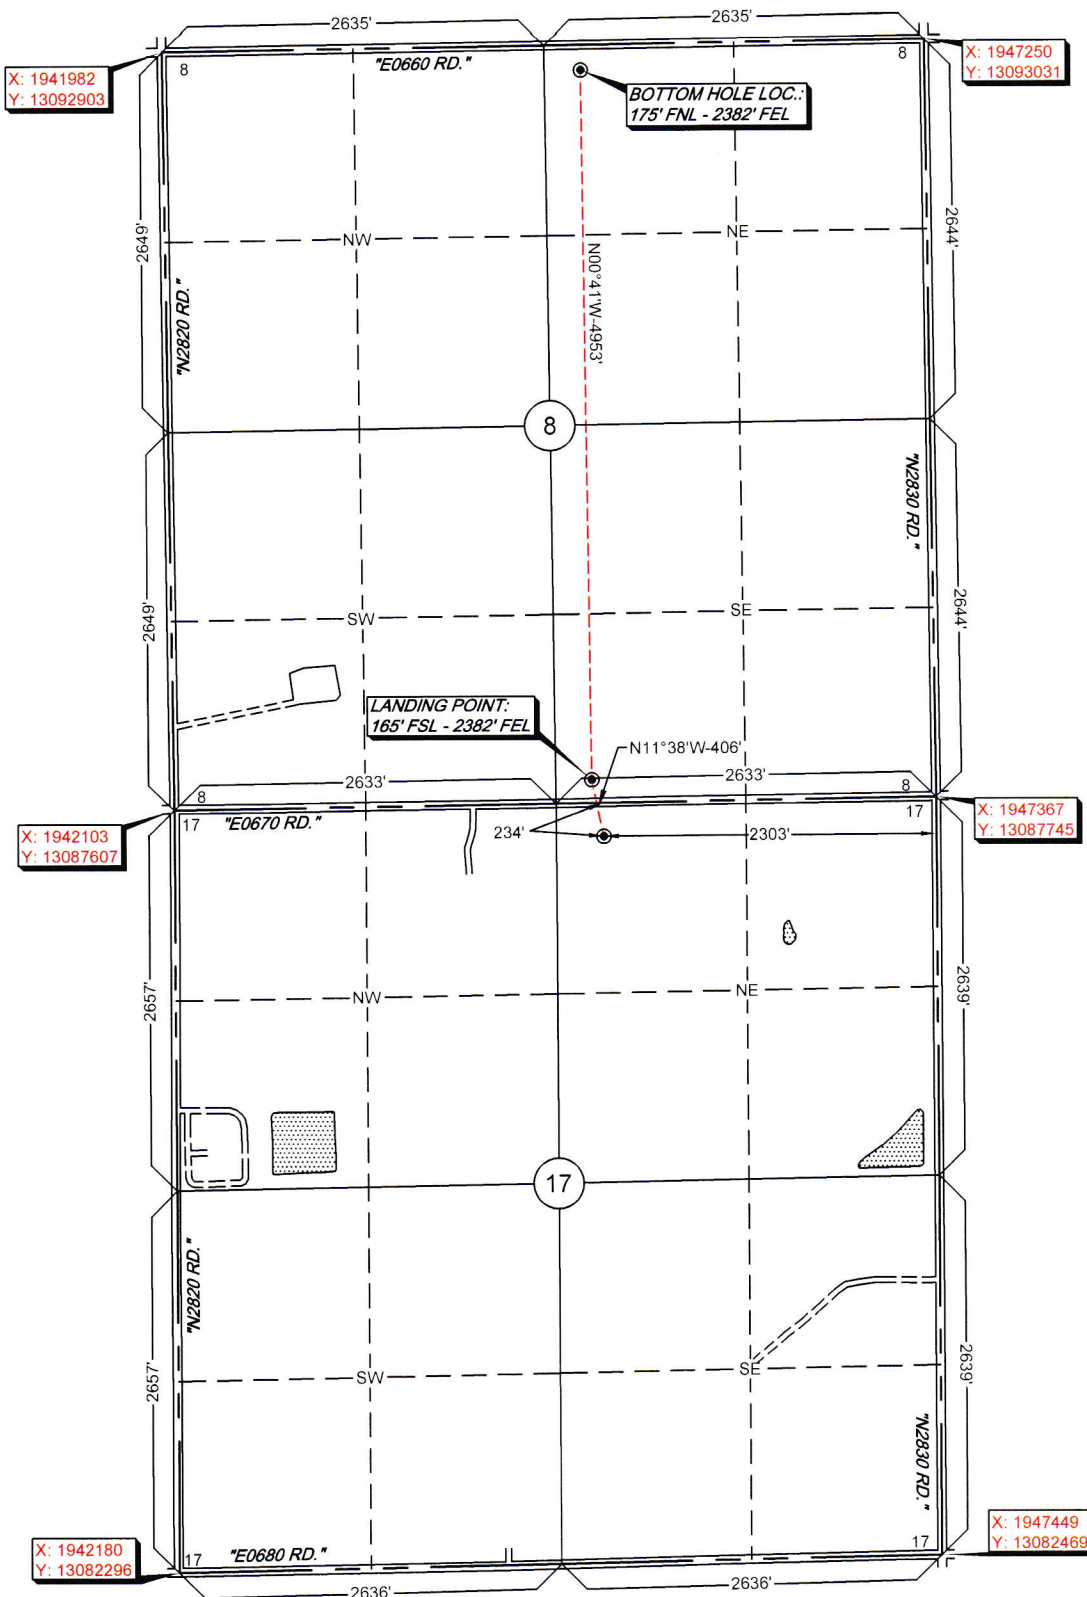 2635'
2635'
X: 1941982
Y: 13092903
8
"E0660 RD."
8
X: 1947250
Y: 13093031
BOTTOM HOLE LOC.:
175' FNL - 2382' FEL
2649'
NW
NE
2644'
"N2820 RD."
N00°41'W-4953'
8
"N2830 RD."
2649'
SW
SE
2644'
LANDING POINT:
165' FSL - 2382' FEL
N11°38'W-406'
2633'
2633'
8
8
X: 1942103
Y: 13087607
17
"E0670 RD."
234'
2303'
17
X: 1947367
Y: 13087745
2657'
NW
NE
2639'
17
"N2820 RD."
2657'
SW
SE
2639'
"N2830 RD."
X: 1942180
Y: 13082296
17
"E0680 RD."
17
X: 1947449
Y: 13082469
2636'
2636'